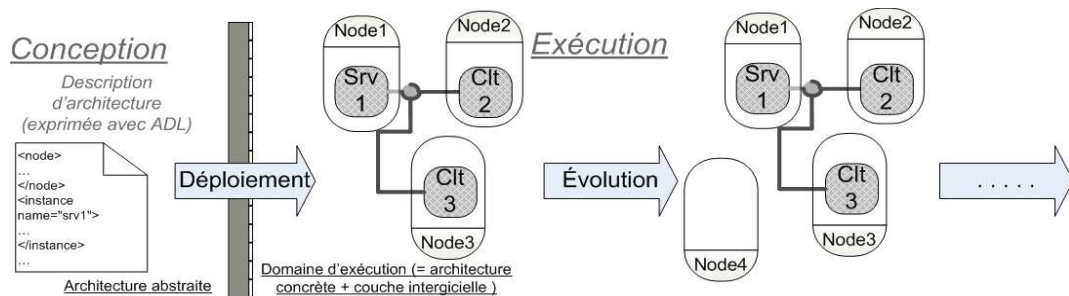 Conception
Description
d'architecture
(exprimée avec ADL)
<node>
...
</node>
<instance
name="srv1">
...
</instance>
...
Architecture abstraite
Déploiement
Node1
Node2
Srv
1
Clt
2
Clt
3
Node3
Domaine d'exécution (= architecture
concrète + couche intergicielle )
Exécution
Évolution
Node1
Node2
Srv
1
Clt
2
Clt
3
Node3
Node4
. . . . .